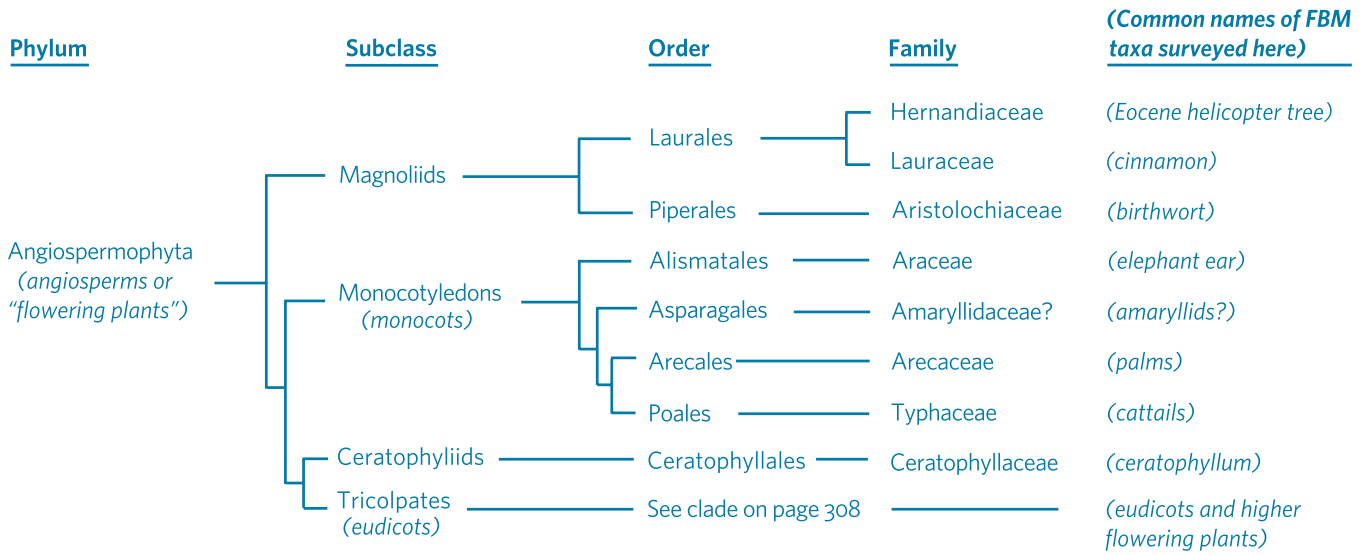 Phylum Subclass Order Family (Common names of FBM
taxa surveyed here)
Hernandiaceae (Eocene helicopter tree)
Laurales
Lauraceae (cinnamon)
Magnoliids
Piperales Aristolochiaceae (birthwort)
Angiospermophyta
(angiosperms or
"flowering plants")
Alismatales Araceae (elephant ear)
Monocotyledons
(monocots)
Asparagales Amaryllidaceae? (amaryllids?)
Arecales Arecaceae (palms)
Poales Typhaceae (cattails)
Ceratophyliids Ceratophyllales Ceratophyllaceae (ceratophyllum)
Tricolpates
(eudicots)
See clade on page 308
(eudicots and higher
flowering plants)